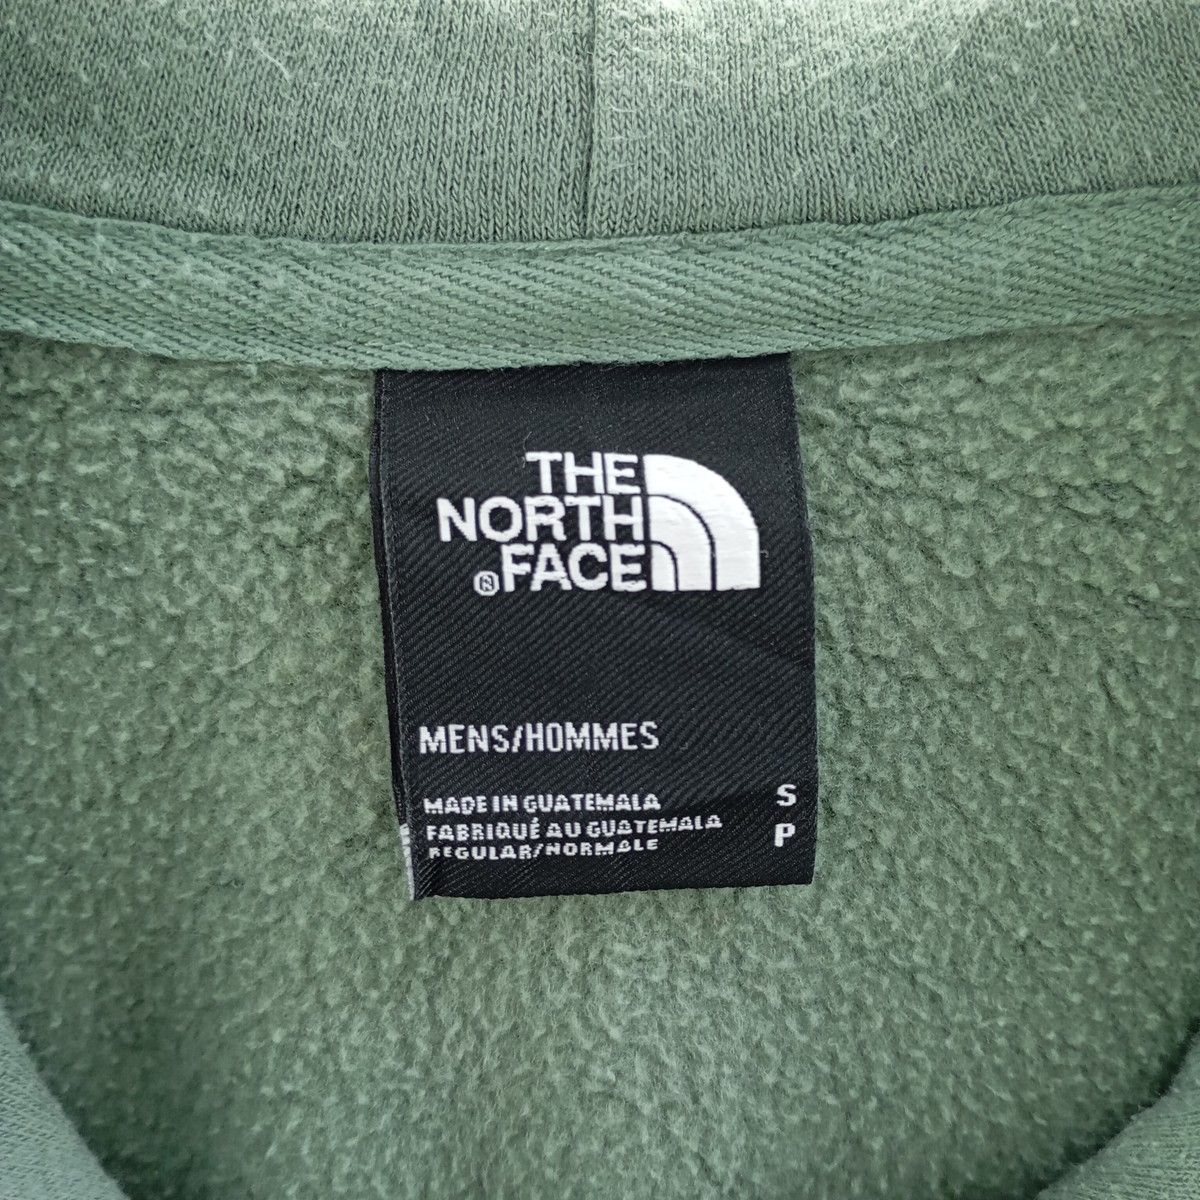 THE
NORTH
FACE
MENS/HOMMES
MADE IN GUATEMALA
FABRIQUÉ AU GUATEMALA
REGULAR/NORMALE
S
P